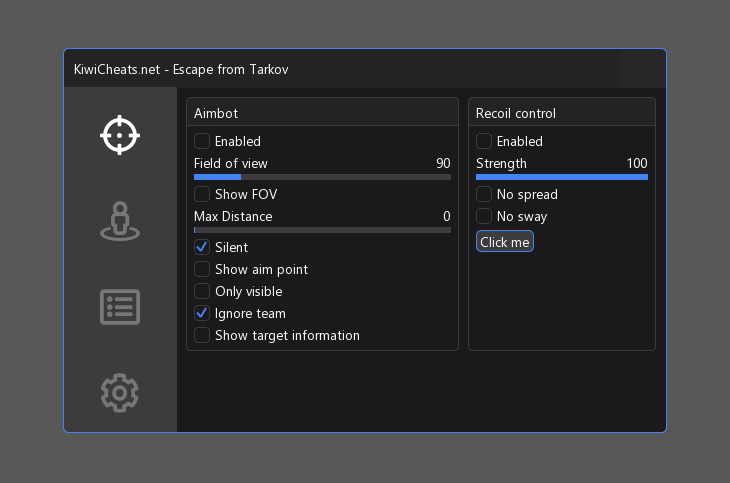 KiwiCheats.net - Escape from Tarkov
Aimbot
Enabled
Field of view 90
Show FOV
Max Distance 0
Silent
Show aim point
Only visible
Ignore team
Show target information
Recoil control
Enabled
Strength 100
No spread
No sway
Click me